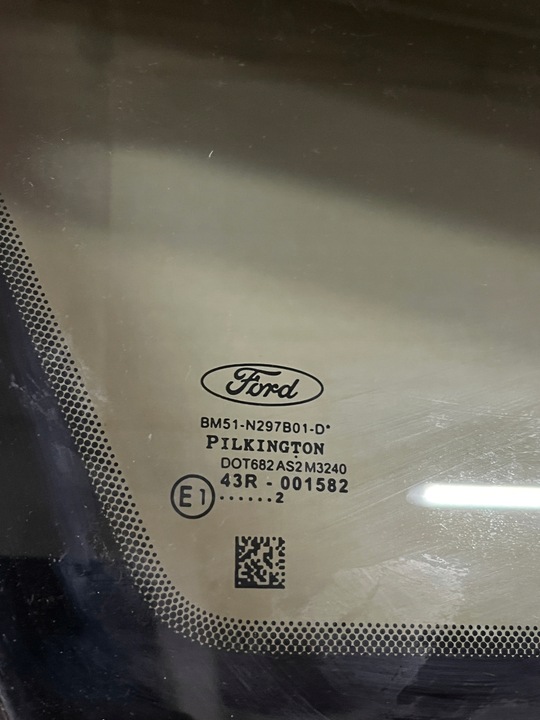 Ford
BM51-N297B01-D*
PILKINGTON
DOT682 AS2 M3240
43R - 001582
E1
......2